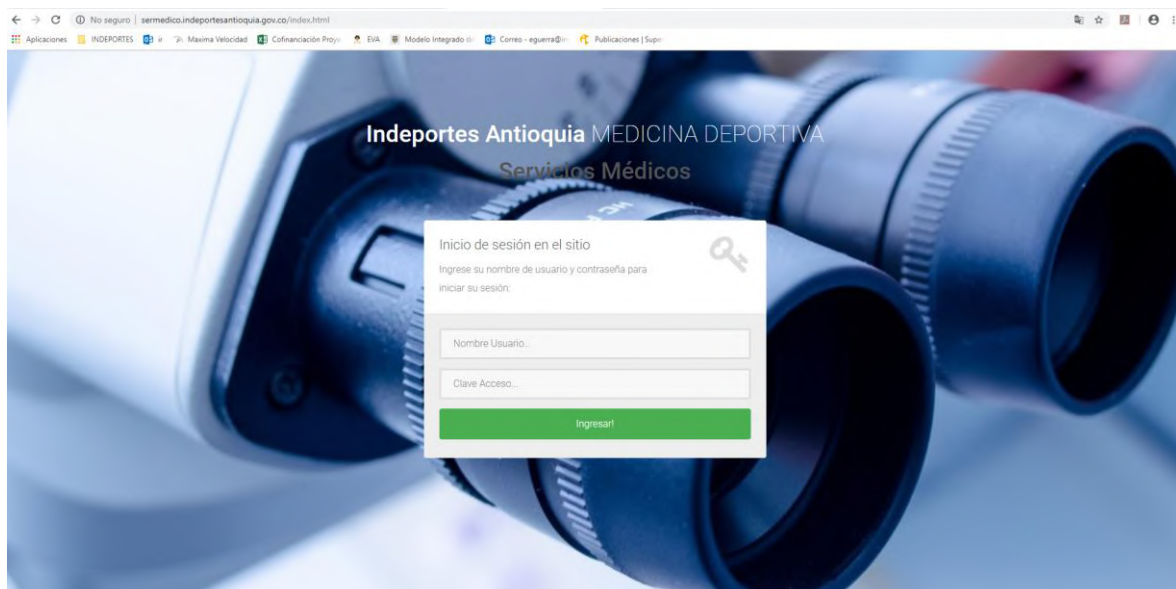 No seguro | sermedico.indeportesantioquia.gov.co/index.html
Aplicaciones INDEPORTES Maxima Velocidad Cofinanciación Proy EVA Modelo Integrado d Correo - eguerra@in Publicaciones | Supe
Indeportes Antioquia MEDICINA DEPORTIVA
Servicios Médicos
Inicio de sesión en el sitio
Ingrese su nombre de usuario y contraseña para
iniciar su sesión:
Nombre Usuario...
Clave Acceso...
Ingresar!